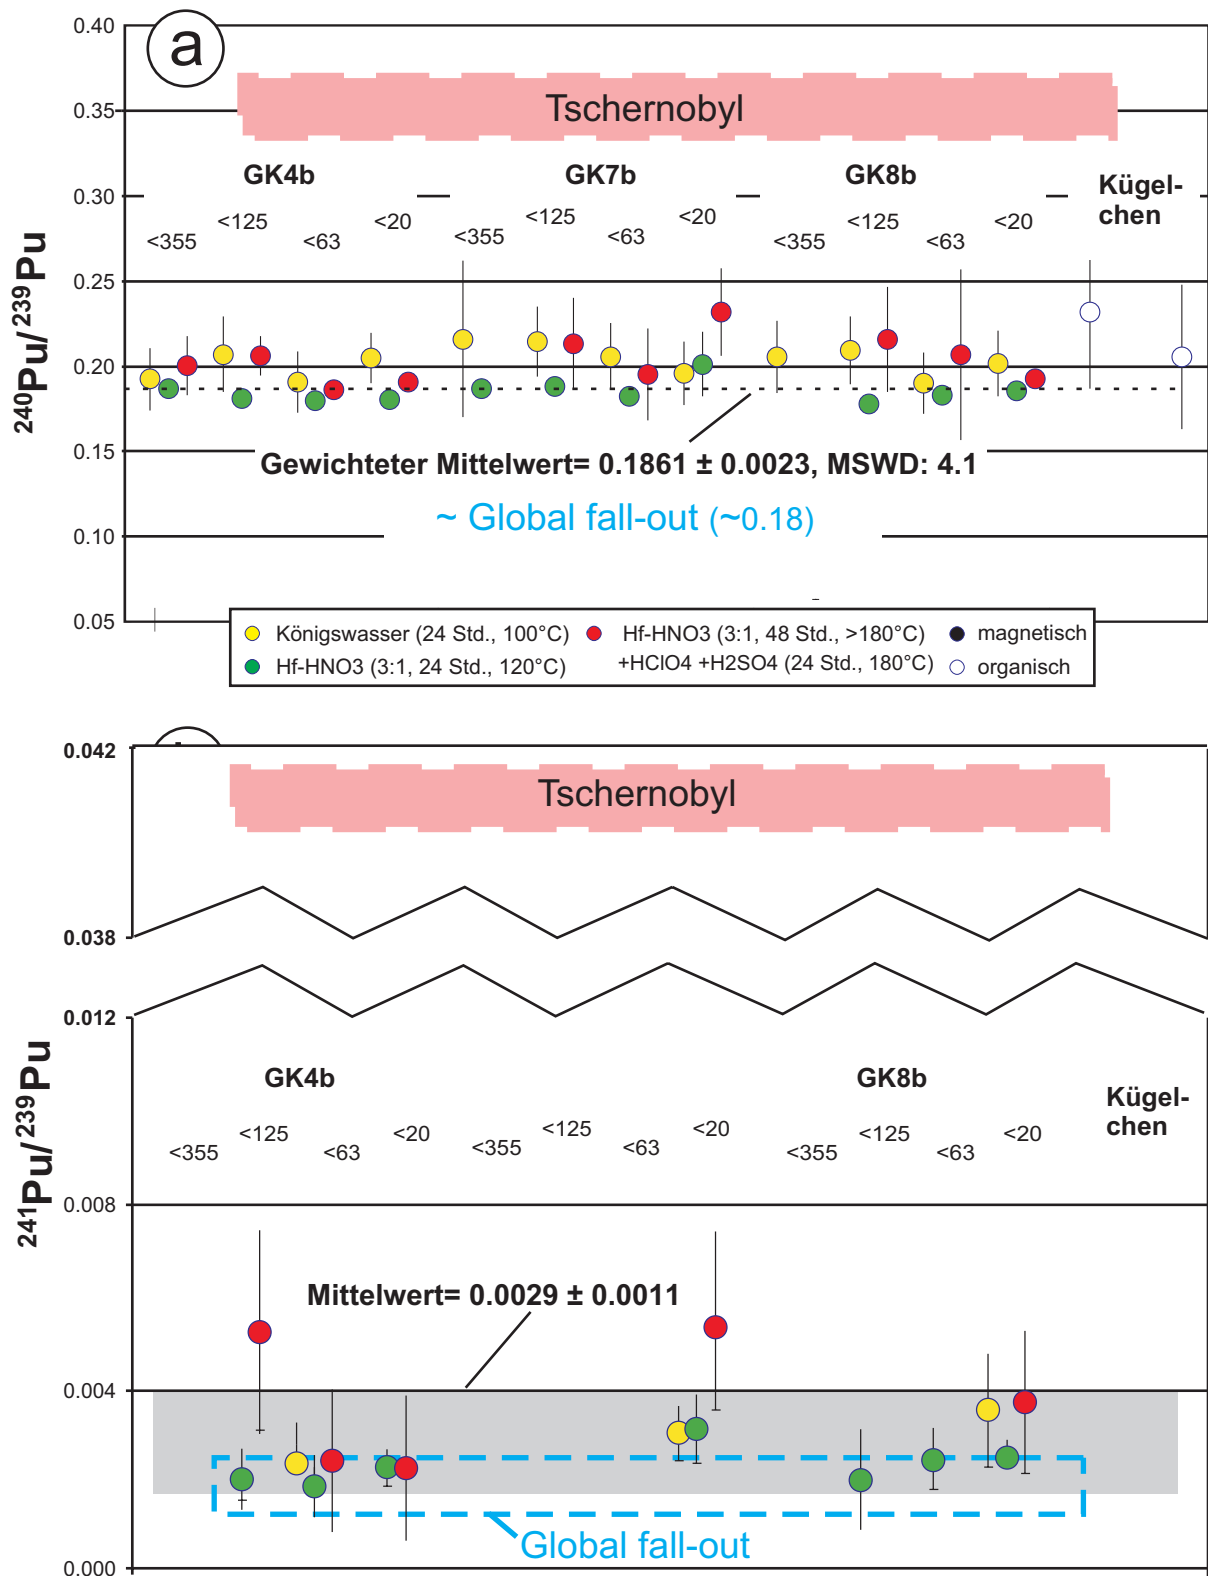 a
0.40
Tschernobyl
0.35
GK4b GK7b GK8b
Kügel-
chen
0.30
<355 <125 <63 <20 <355 <125 <63 <20 <355 <125 <63 <20
0.25
240Pu/239Pu
0.20
0.15
Gewichteter Mittelwert= 0.1861 ± 0.0023, MSWD: 4.1
~ Global fall-out (~0.18)
0.10
0.05
Königswasser (24 Std., 100°C)
Hf-HNO3 (3:1, 24 Std., 120°C)
Hf-HNO3 (3:1, 48 Std., >180°C)
+HClO4 +H2SO4 (24 Std., 180°C)
magnetisch
organisch
0.042
Tschernobyl
0.038
0.012
GK4b GK8b
Kügel-
chen
<355 <125 <63 <20 <355 <125 <63 <20 <355 <125 <63 <20
241Pu/239Pu
0.008
Mittelwert= 0.0029 ± 0.0011
0.004
Global fall-out
0.000